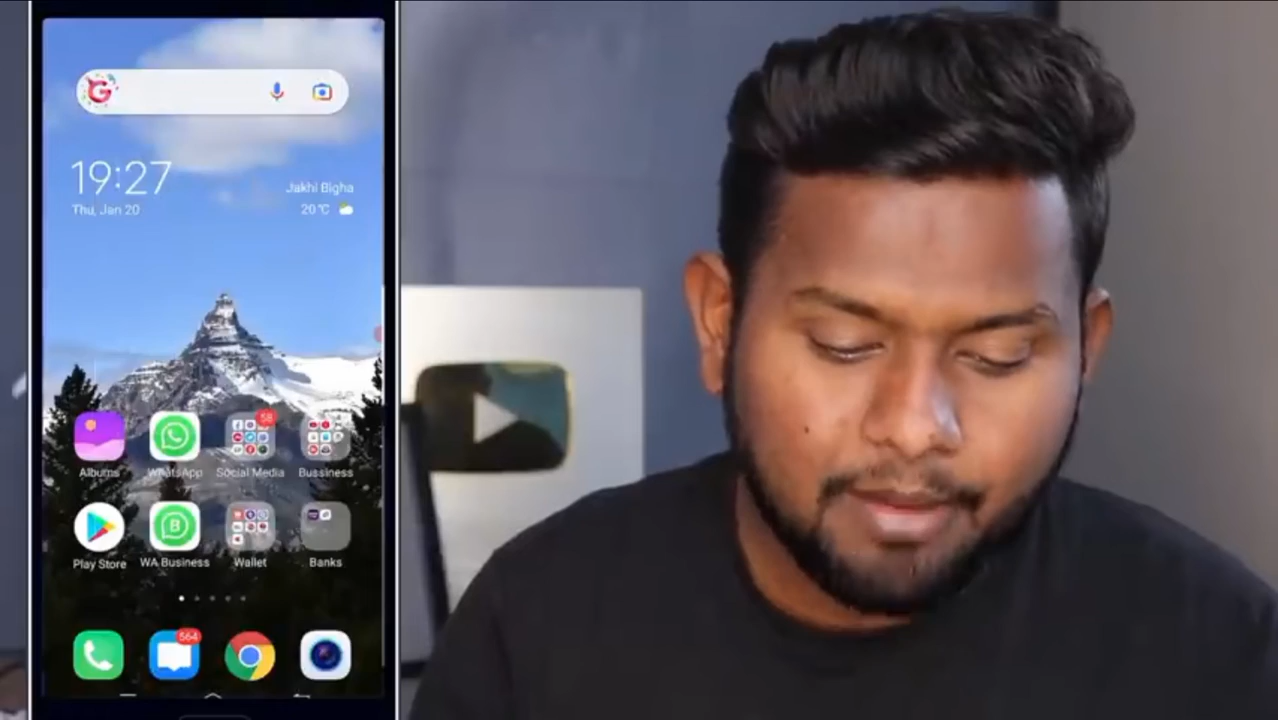 19:27
Thu, Jan 20
Jakhi Bigha
20°C
58
Albums
WhatsApp
Social Media
Bussiness
Play Store
WA Business
Wallet
Banks
564